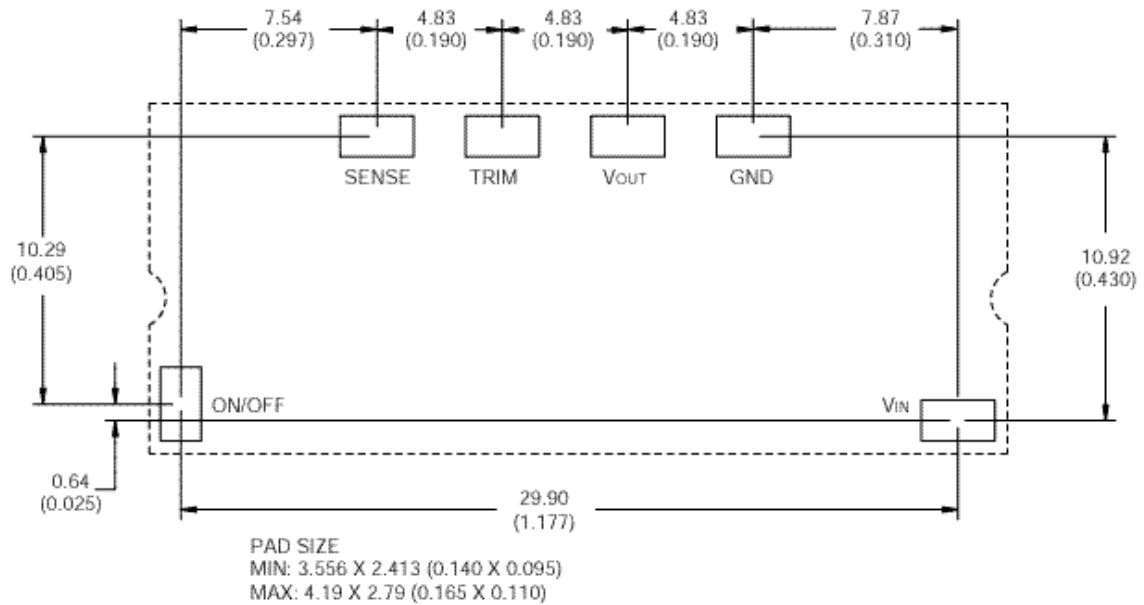 7.54
(0.297)
4.83
(0.190)
4.83
(0.190)
4.83
(0.190)
7.87
(0.310)
SENSE
TRIM
VOUT
GND
10.29
(0.405)
10.92
(0.430)
ON/OFF
VIN
0.64
(0.025)
29.90
(1.177)
PAD SIZE
MIN: 3.556 X 2.413 (0.140 X 0.095)
MAX: 4.19 X 2.79 (0.165 X 0.110)